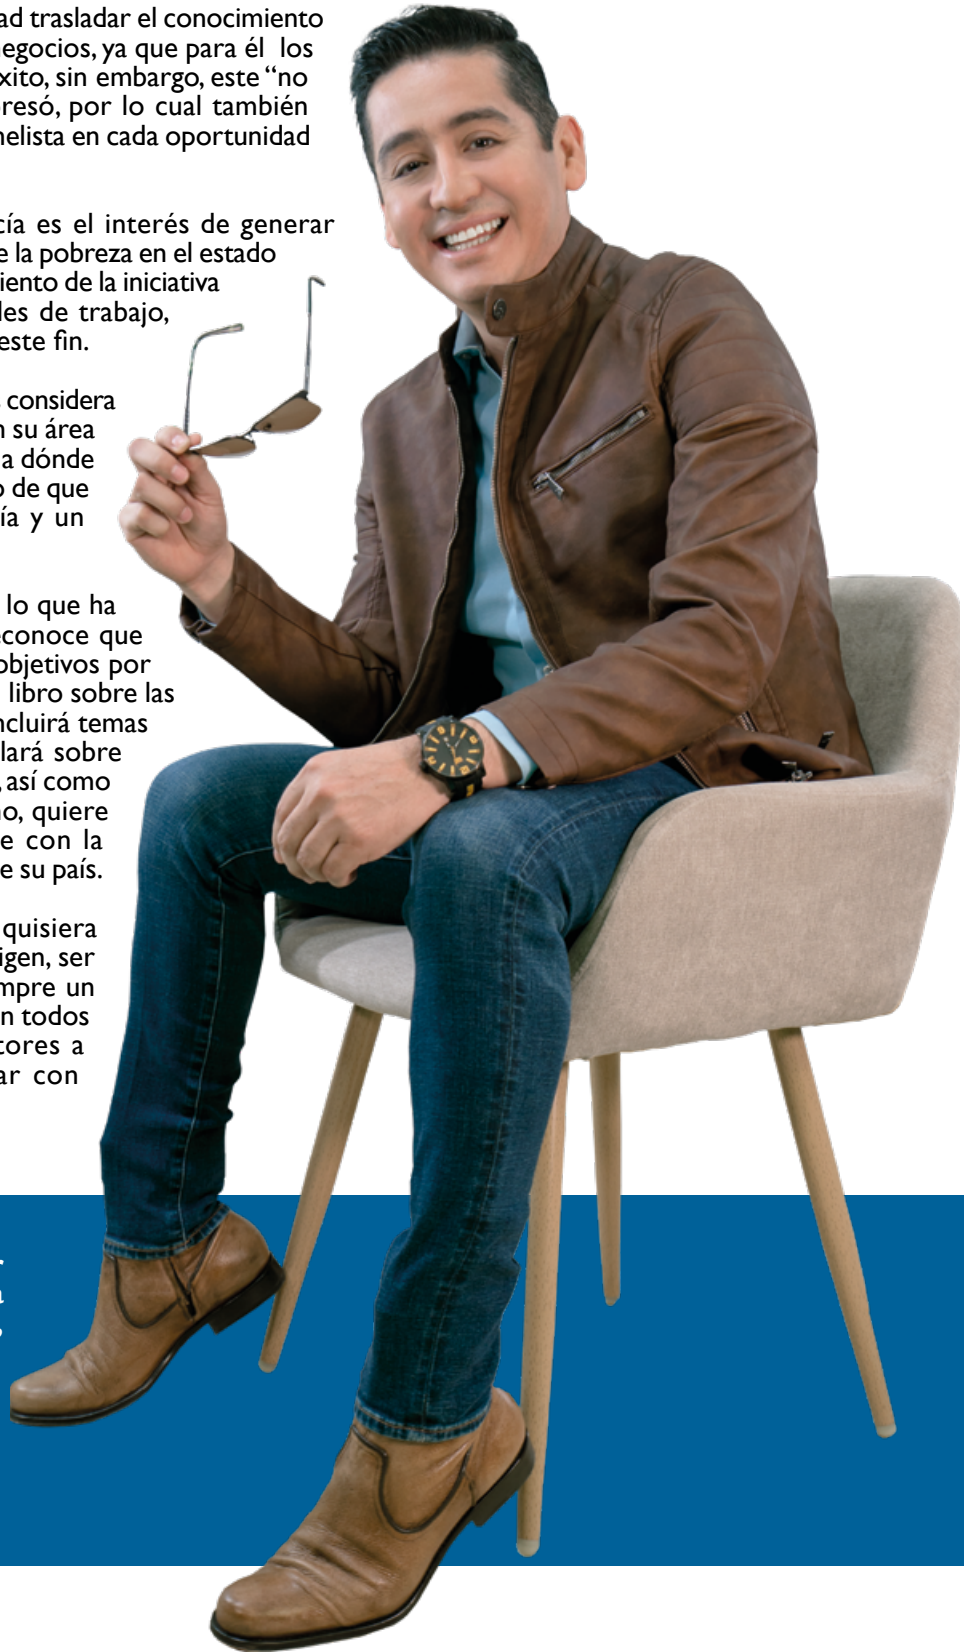 ad trasladar el conocimiento
negocios, ya que para él los
xito, sin embargo, este “no
resó, por lo cual también
nelista en cada oportunidad
cía es el interés de generar
e la pobreza en el estado
iento de la iniciativa
les de trabajo,
este fin.
considera
n su área
a dónde
o de que
ía y un
lo que ha
econoce que
objetivos por
libro sobre las
ncluirá temas
lará sobre
, así como
no, quiere
e con la
e su país.
quisiera
igen, ser
mpre un
n todos
tores a
ar con